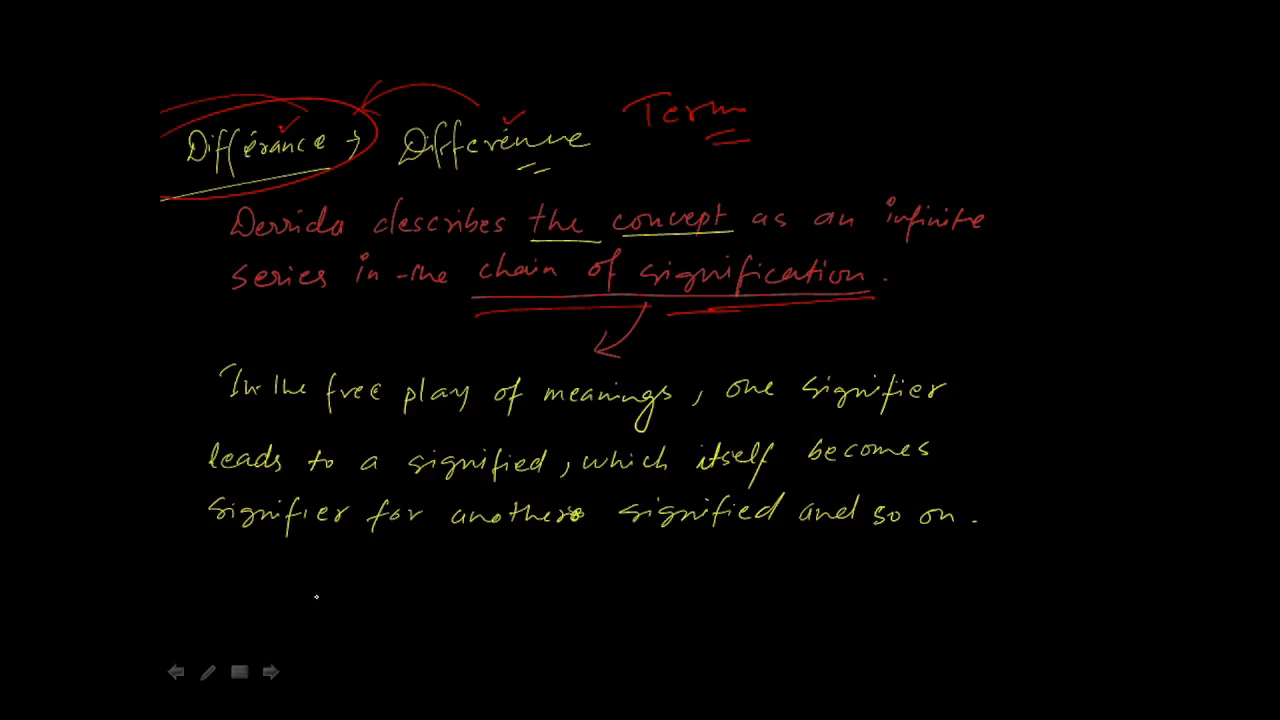 Différance → Différence Term
Derrida describes the concept as an infinite
series in the chain of signification.
In the free play of meanings, one signifier
leads to a signified, which itself becomes
signifier for another signified and so on.